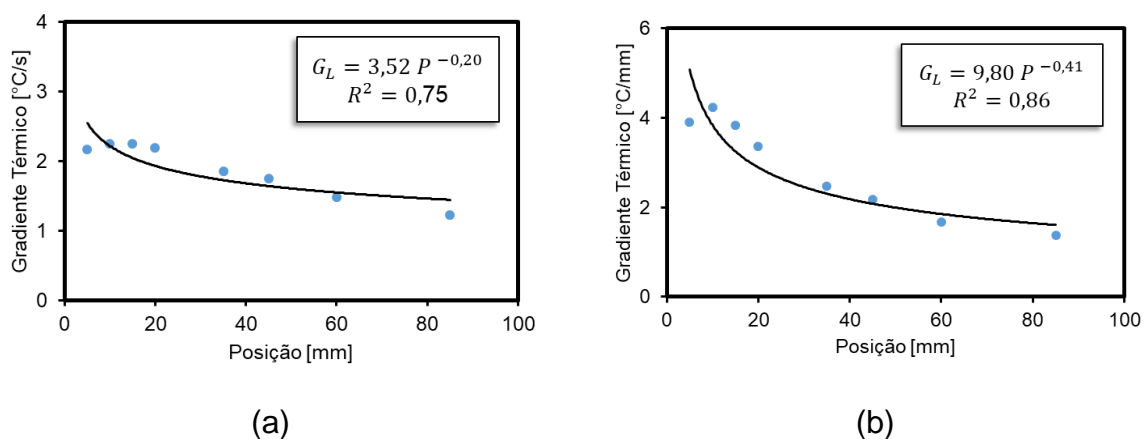 4
3
2
1
0
Gradiente Térmico [°C/s]
G_L = 3,52 P^{-0,20}
R² = 0,75
0 20 40 60 80 100
Posição [mm]
(a)
6
4
2
0
Gradiente Térmico [°C/mm]
G_L = 9,80 P^{-0,41}
R² = 0,86
0 20 40 60 80 100
Posição [mm]
(b)